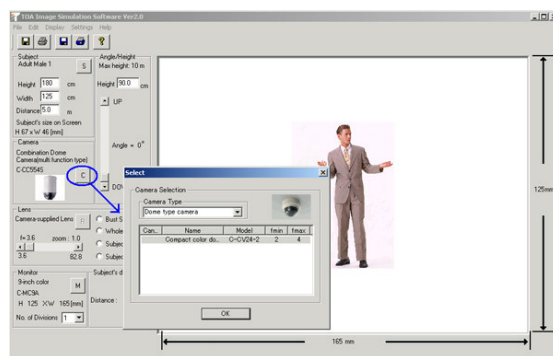 TOA Image Simulation Software Ver2.0
File Edit Display Settings Help
Subject
Adult Male 1
S
Height 180 cm
Width 125 cm
Distance 5.0 m
Subject's size on Screen
H 67 x W 46 [mm]
Camera
Combination Dome
Camera(multi function type)
C-CC554S
C
Lens
Camera-supplied Lens
R
f=3.6 zoom : 1.0
3.6 82.8
Monitor
9-inch color
M
C-MC9A
H 125 X W 165 [mm]
No. of Divisions 1
Angle/Height
Max height: 10 m
Height 90.0 cm
UP
Angle = 0°
DO
Bust S
Whole
Subjec
Subjec
Subject's d
Distance :
Select
Camera Selection
Camera Type
Dome type camera
Can.. Name Model fmin fmax
Compact color do.. C-CV24-2 2 4
OK
125mm
165 mm